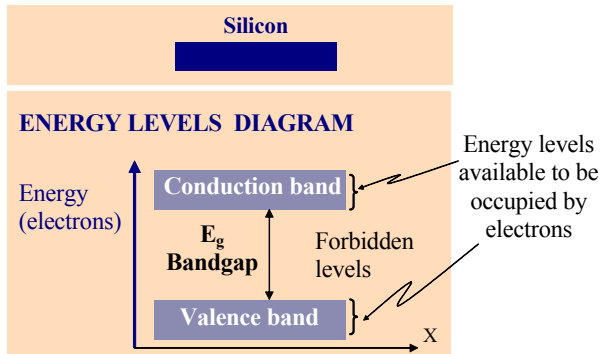 Silicon
ENERGY LEVELS DIAGRAM
Energy
(electrons)
Conduction band
Eg
Bandgap
Forbidden
levels
Valence band
X
Energy levels
available to be
occupied by
electrons